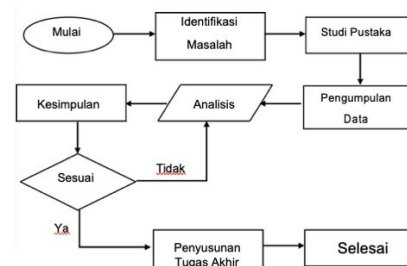 Mulai
Identifikasi
Masalah
Studi Pustaka
Pengumpulan
Data
Analisis
Kesimpulan
Sesuai
Tidak
Ya
Penyusunan
Tugas Akhir
Selesai